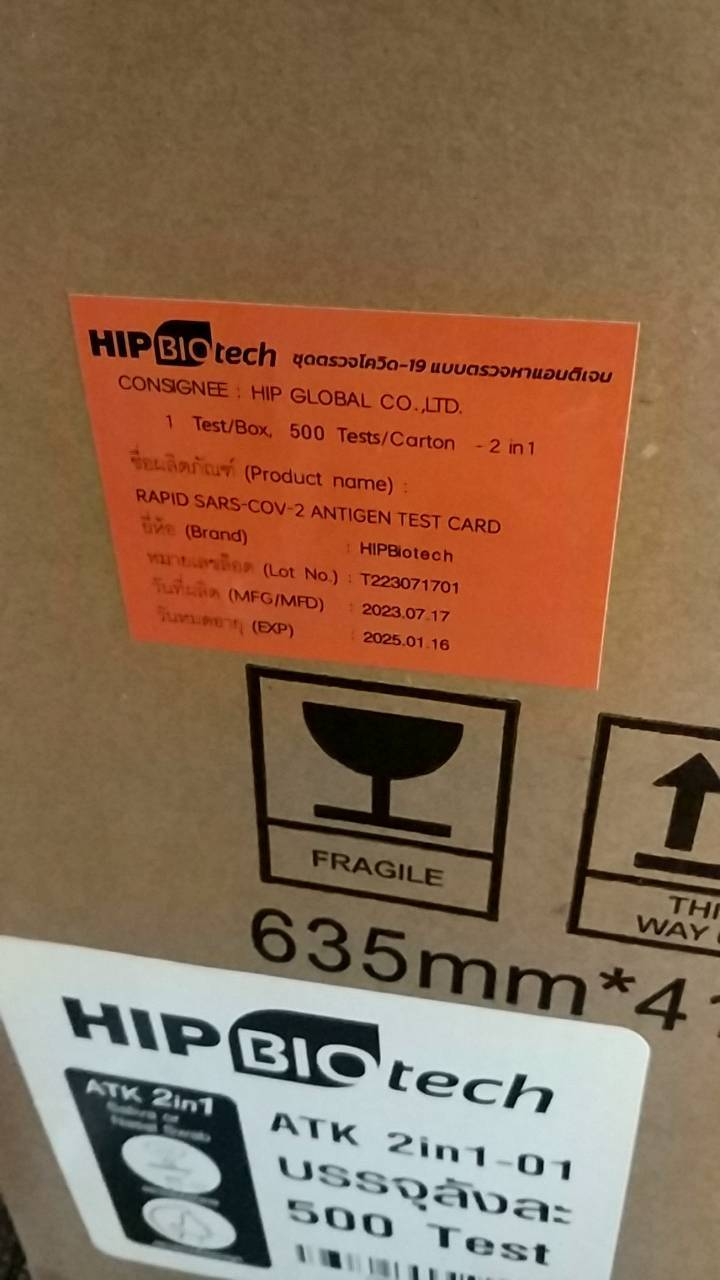 HIPBIOtech ชุดตรวจโควิด-19 แบบตรวจหาแอนติเจน
CONSIGNEE : HIP GLOBAL CO.,LTD.
1 Test/Box, 500 Tests/Carton - 2 in1
ชื่อผลิตภัณฑ์ (Product name) :
RAPID SARS-COV-2 ANTIGEN TEST CARD
ยี่ห้อ (Brand) : HIPBiotech
หมายเลขล็อต (Lot No.) : T223071701
วันที่ผลิต (MFG/MFD) : 2023.07.17
วันหมดอายุ (EXP) : 2025.01.16
FRAGILE
THI
WAY
635mm*41
HIPBIOtech
ATK 2in1
Saliva or
Nasal Swab
ATK 2in1-01
บรรจุลังละ
500 Test